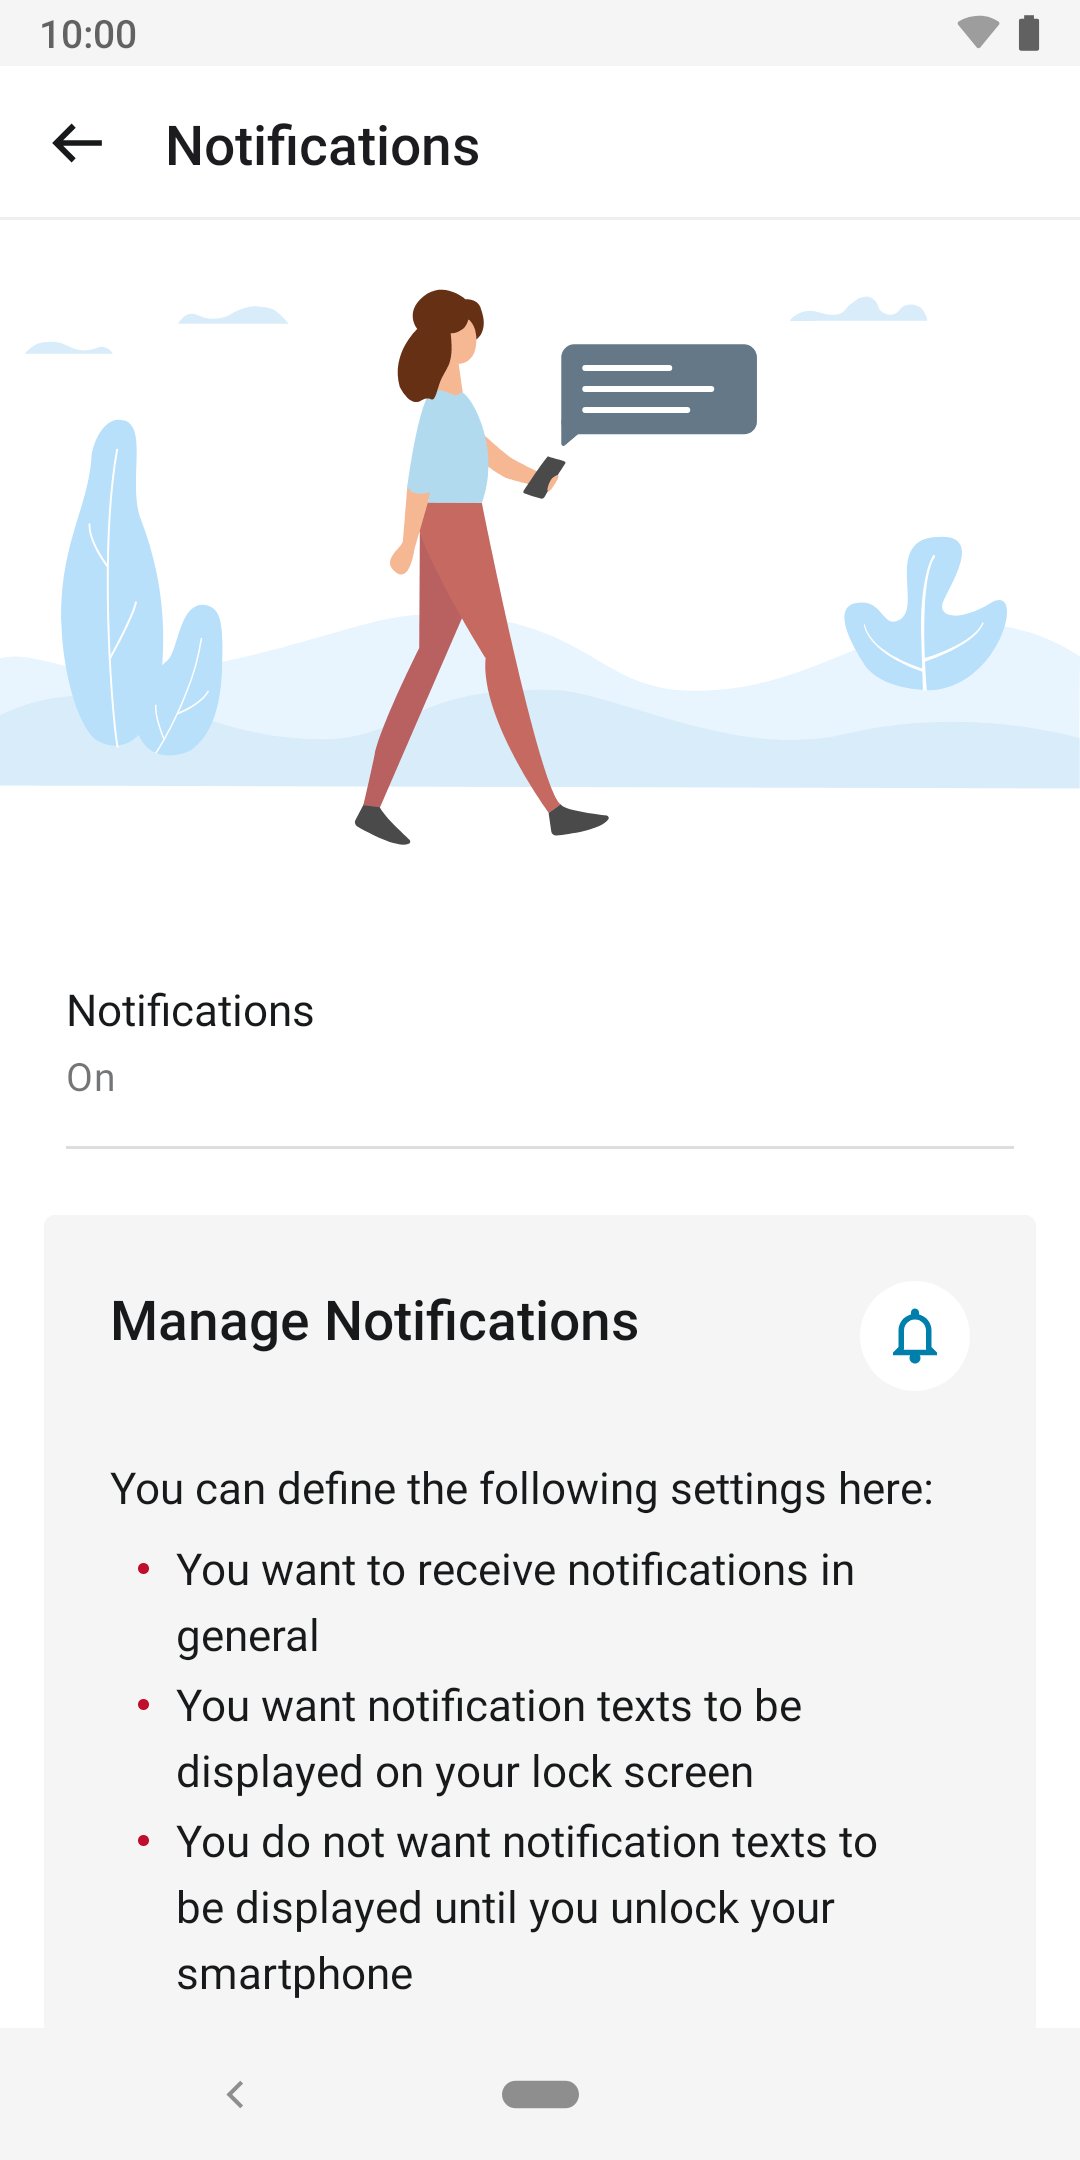 10:00
Notifications
Notifications
On
Manage Notifications
You can define the following settings here:
• You want to receive notifications in
general
• You want notification texts to be
displayed on your lock screen
• You do not want notification texts to
be displayed until you unlock your
smartphone